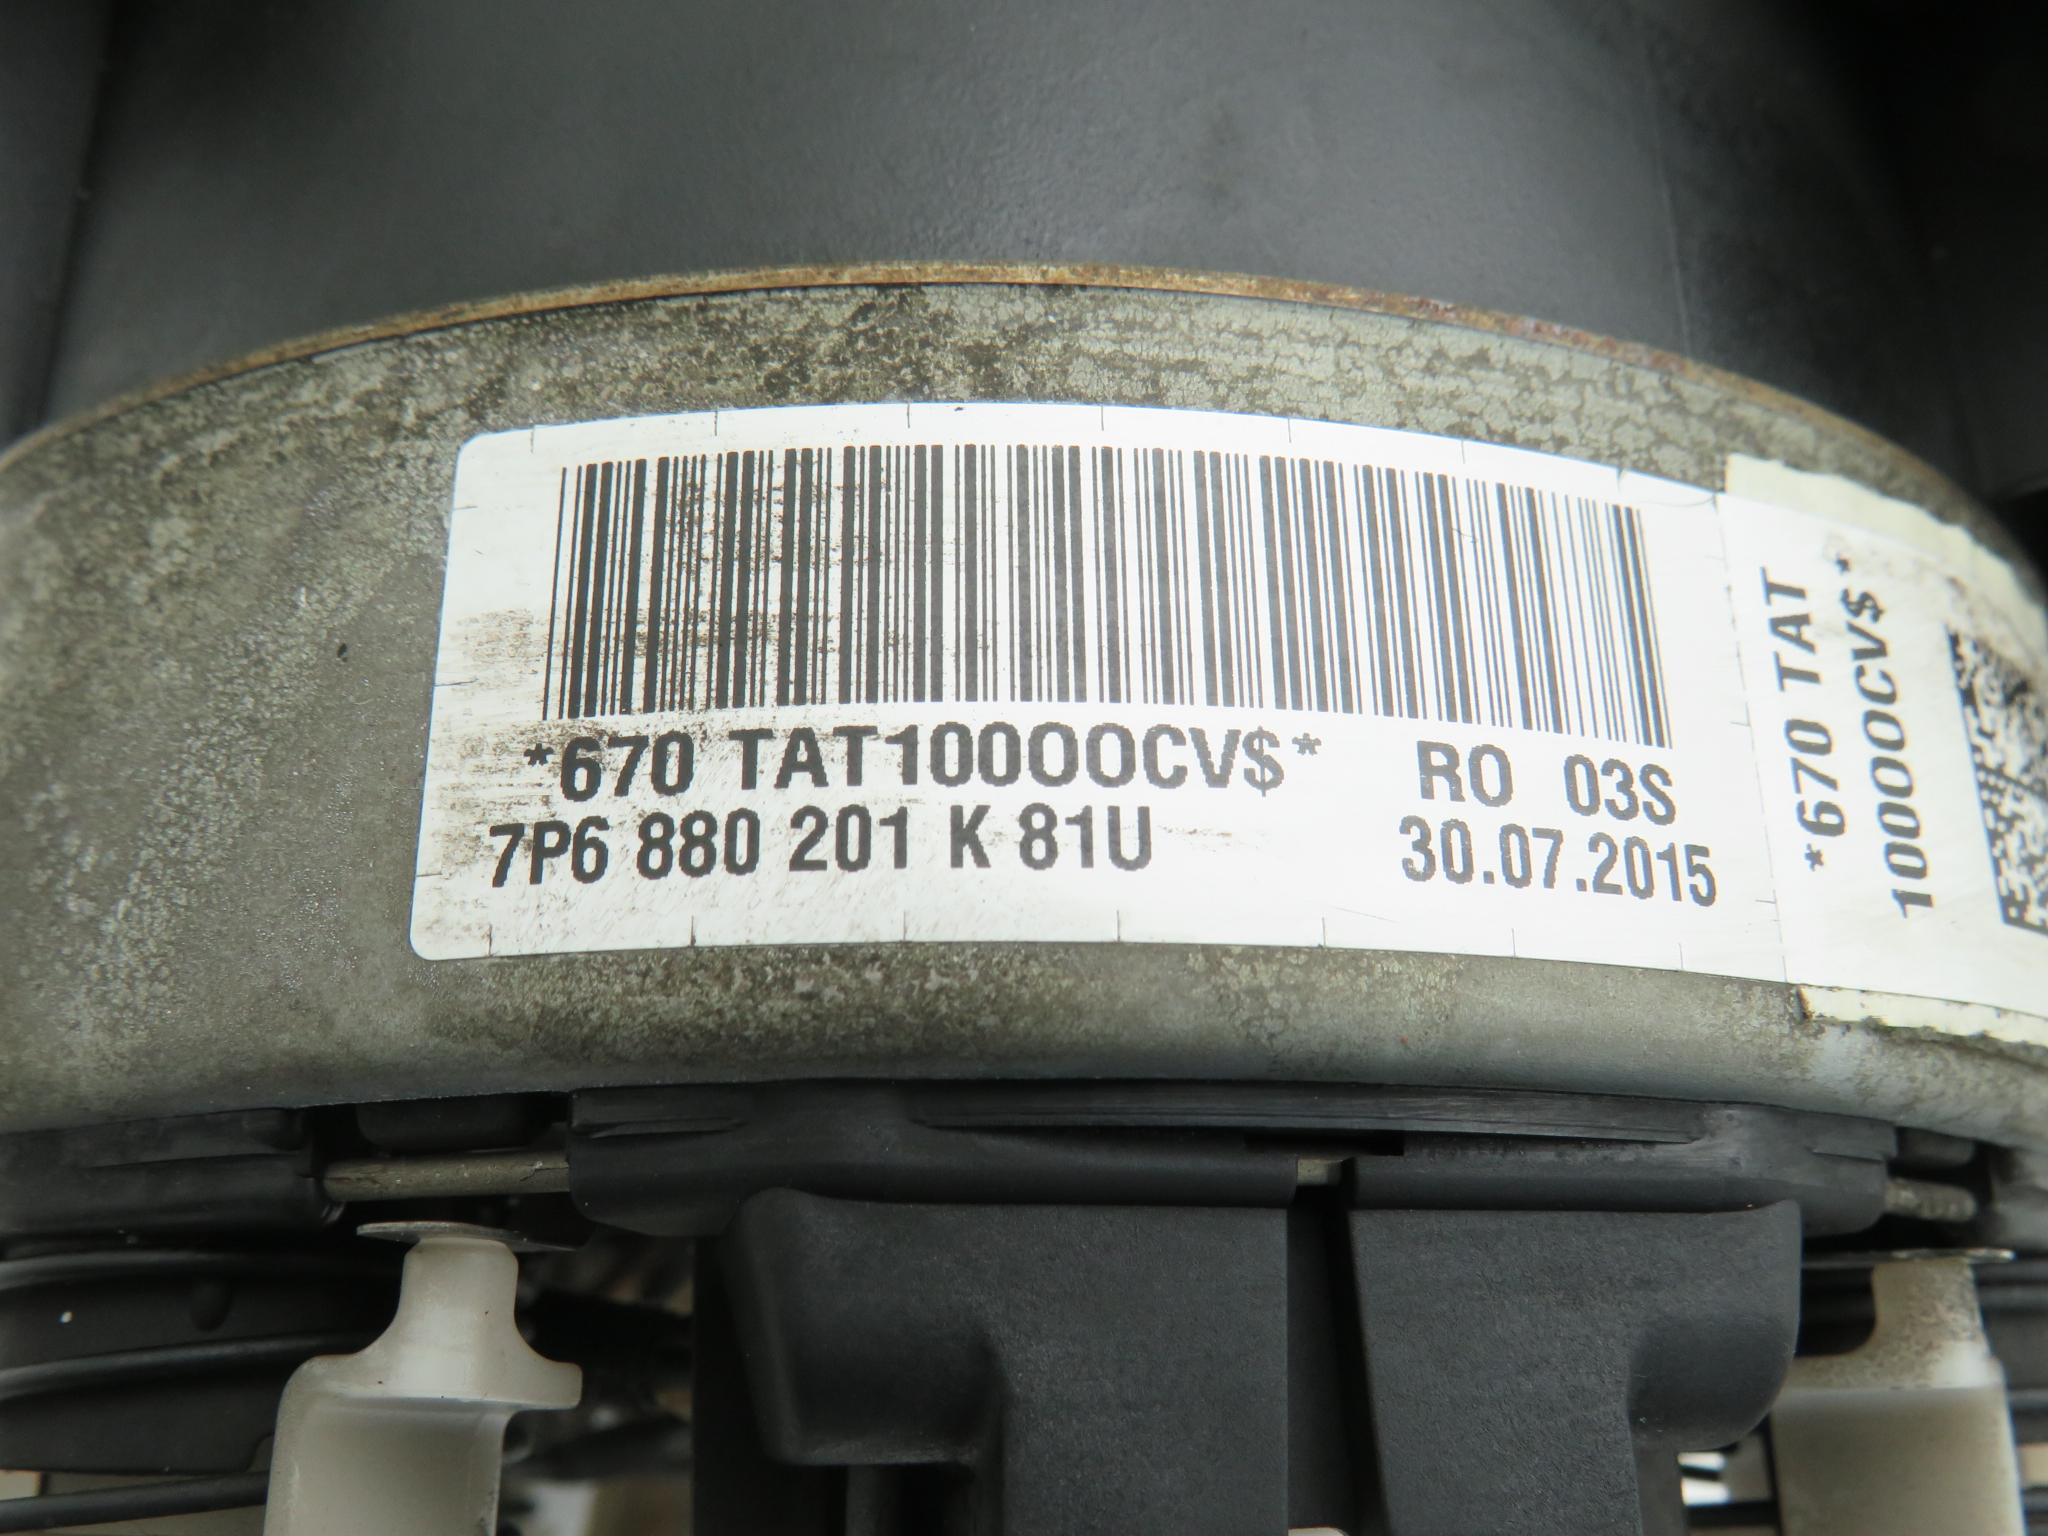 *670 TAT10000CV$* RO 03S
7P6 880 201 K 81U 30.07.2015
*670 TAT
10000CV$*